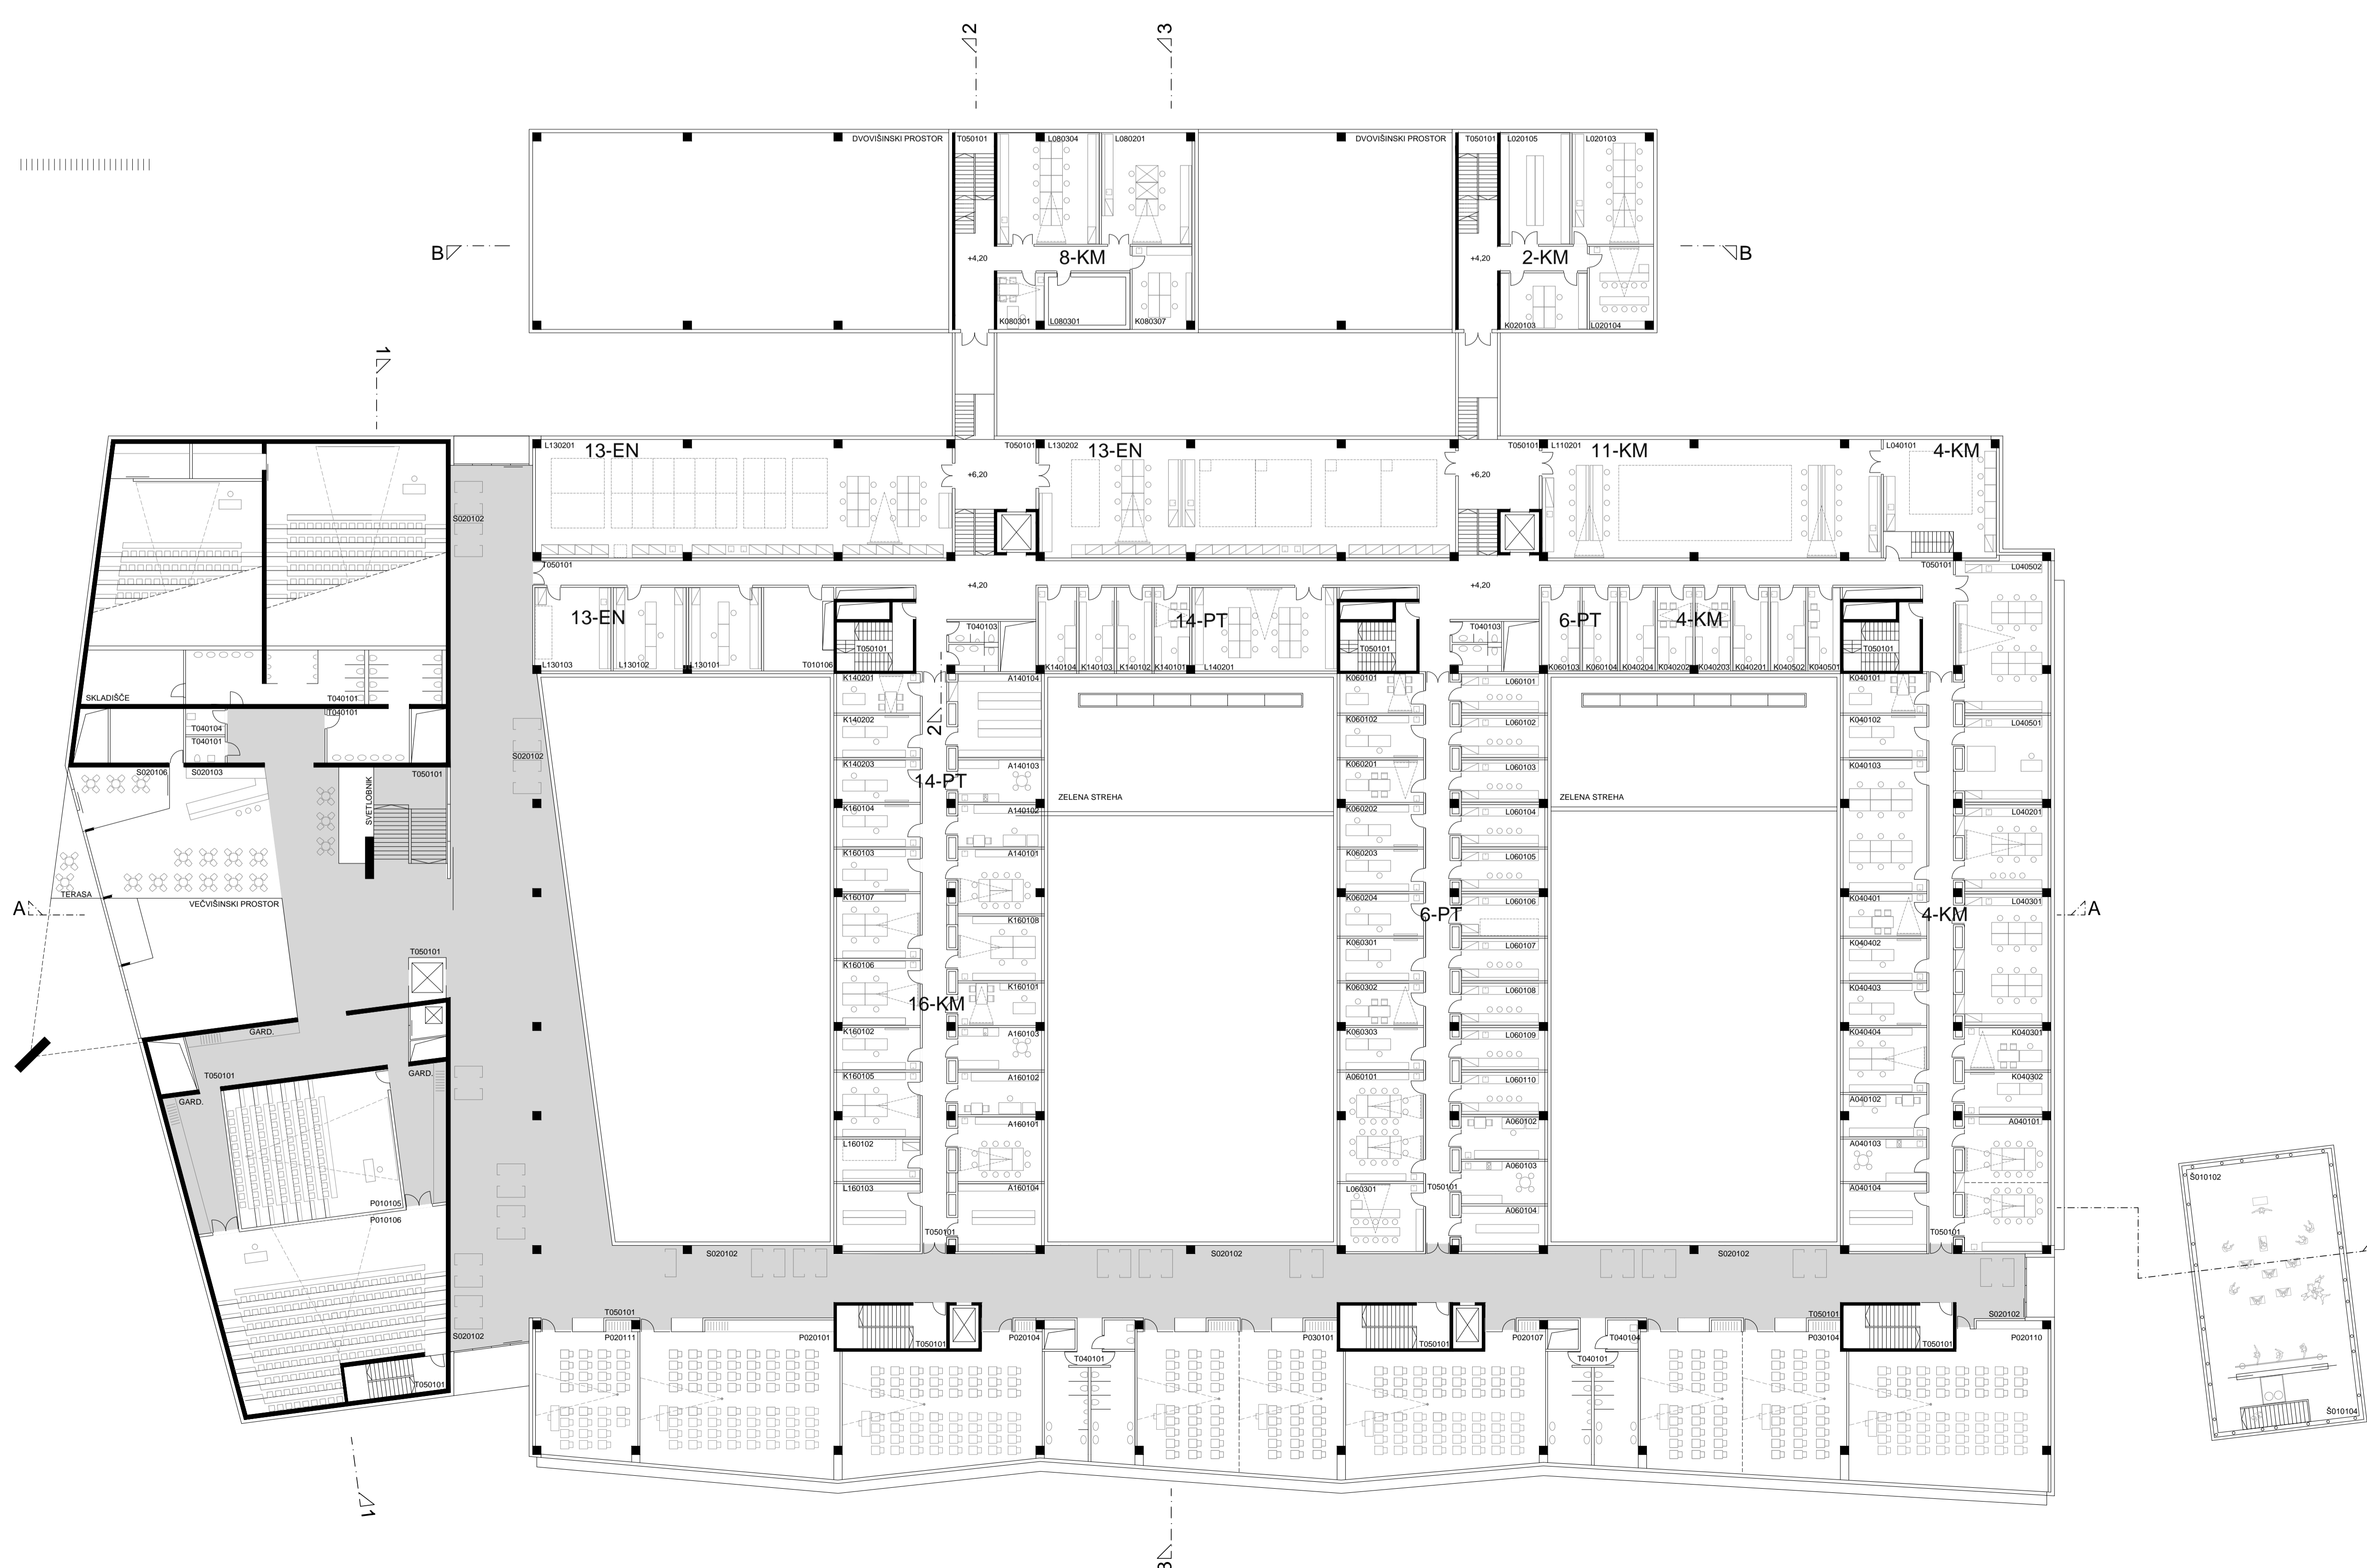 2
3
DVOVIŠINSKI PROSTOR
T050101
L080304
L080201
DVOVIŠINSKI PROSTOR
T050101
L020105
L020103
B
+4,20
8-KM
+4,20
2-KM
B
K080301
L080301
K080307
K020103
L020104
1
L130201
13-EN
T050101
L130202
13-EN
T050101
L110201
11-KM
L040101
4-KM
+6,20
+6,20
S020102
T050101
+4,20
+4,20
T050101
L040502
13-EN
T040103
14-PT
T040103
6-PT
4-KM
T050101
T050101
T050101
L130103
L130102
L130101
T010106
K140104
K140103
K140102
K140101
L140201
K060103
K060104
K040204
K040202
K040203
K040201
K040502
K040501
SKLADIŠČE
T040101
T040101
T040104
T040101
S020106
S020103
T050101
SVETLOBNIK
S020102
K140201
A140104
K060101
L060101
K040101
K140202
2
K060102
L060102
K040102
L040501
K140203
14-PT
A140103
K060201
L060103
K040103
ZELENA STREHA
ZELENA STREHA
K160104
A140102
K060202
L060104
L040201
K160103
A140101
K060203
L060105
TERASA
VEČVIŠINSKI PROSTOR
A
K160107
K160108
K060204
6-PT
L060106
K040401
4-KM
L040301
A
T050101
K160106
K060301
L060107
K040402
16-KM
K160101
K060302
L060108
K040403
GARD.
K160102
A160103
K060303
L060109
K040404
K040301
T050101
GARD.
K160105
A160102
A060101
L060110
K040302
GARD.
A160101
A060102
A040102
A040101
L160102
A060103
A040103
L160103
A160104
L060301
T050101
A060104
A040104
Š010102
P010105
P010106
T050101
T050101
S020102
S020102
S020102
T050101
T050101
S020102
S020102
P020111
P020101
T050101
P020104
P030101
T050101
P020107
T040104
P030104
T050101
P020110
T040101
T040101
T050101
Š010104
1
3